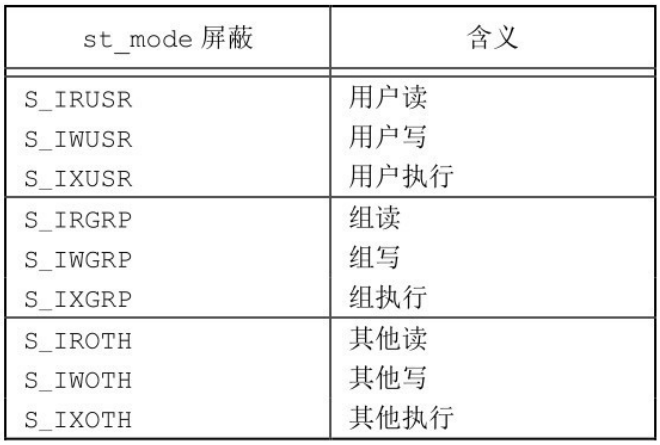 st_mode 屏蔽 含义
S_IRUSR 用户读
S_IWUSR 用户写
S_IXUSR 用户执行
S_IRGRP 组读
S_IWGRP 组写
S_IXGRP 组执行
S_IROTH 其他读
S_IWOTH 其他写
S_IXOTH 其他执行